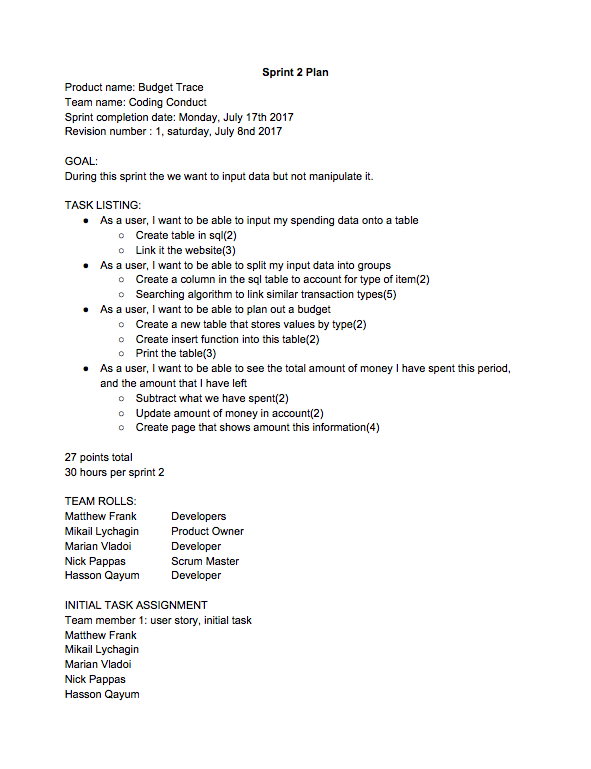 Sprint 2 Plan
Product name: Budget Trace
Team name: Coding Conduct
Sprint completion date: Monday, July 17th 2017
Revision number : 1, saturday, July 8nd 2017
GOAL:
During this sprint the we want to input data but not manipulate it.
TASK LISTING:
● As a user, I want to be able to input my spending data onto a table
○ Create table in sql(2)
○ Link it the website(3)
● As a user, I want to be able to split my input data into groups
○ Create a column in the sql table to account for type of item(2)
○ Searching algorithm to link similar transaction types(5)
● As a user, I want to be able to plan out a budget
○ Create a new table that stores values by type(2)
○ Create insert function into this table(2)
○ Print the table(3)
● As a user, I want to be able to see the total amount of money I have spent this period,
and the amount that I have left
○ Subtract what we have spent(2)
○ Update amount of money in account(2)
○ Create page that shows amount this information(4)
27 points total
30 hours per sprint 2
TEAM ROLLS:
Matthew Frank Developers
Mikail Lychagin Product Owner
Marian Vladoi Developer
Nick Pappas Scrum Master
Hasson Qayum Developer
INITIAL TASK ASSIGNMENT
Team member 1: user story, initial task
Matthew Frank
Mikail Lychagin
Marian Vladoi
Nick Pappas
Hasson Qayum